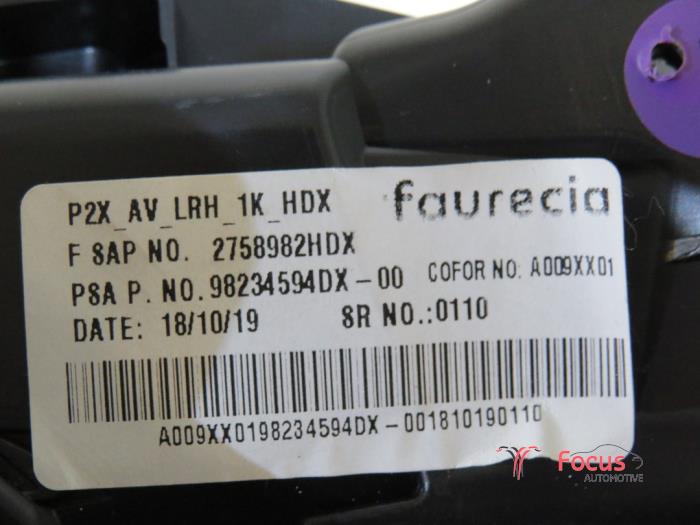 P2X_AV_LRH_1K_HDX faurecia
F SAP NO. 2758982HDX
PSA P. NO.98234594DX-00 COFOR NO: A009XX01
DATE: 18/10/19 SR NO.:0110
A009XX0198234594DX-001810190110
Focus
AUTOMOTIVE